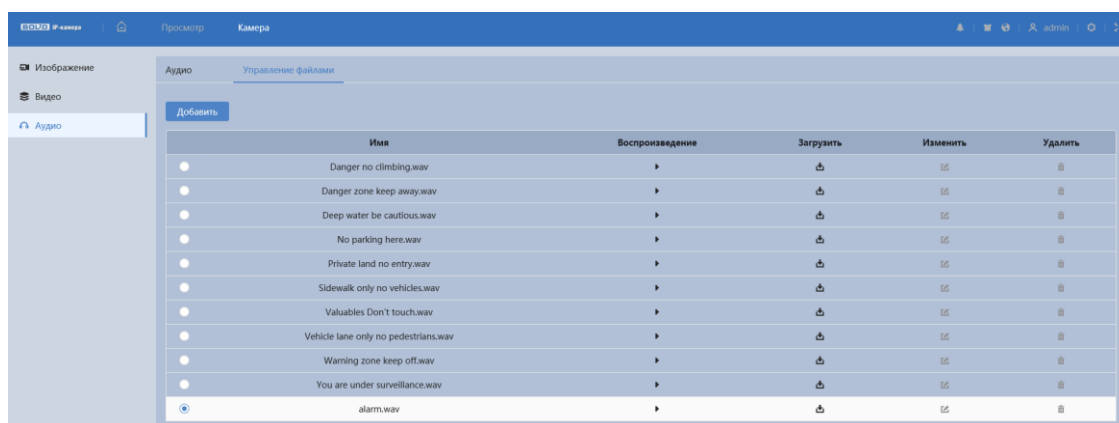 BOLID IP-камера Просмотр Камера admin
Изображение
Видео
Аудио
Аудио Управление файлами
Добавить
Имя Воспроизведение Загрузить Изменить Удалить
Danger no climbing.wav
Danger zone keep away.wav
Deep water be cautious.wav
No parking here.wav
Private land no entry.wav
Sidewalk only no vehicles.wav
Valuables Don't touch.wav
Vehicle lane only no pedestrians.wav
Warning zone keep off.wav
You are under surveillance.wav
alarm.wav